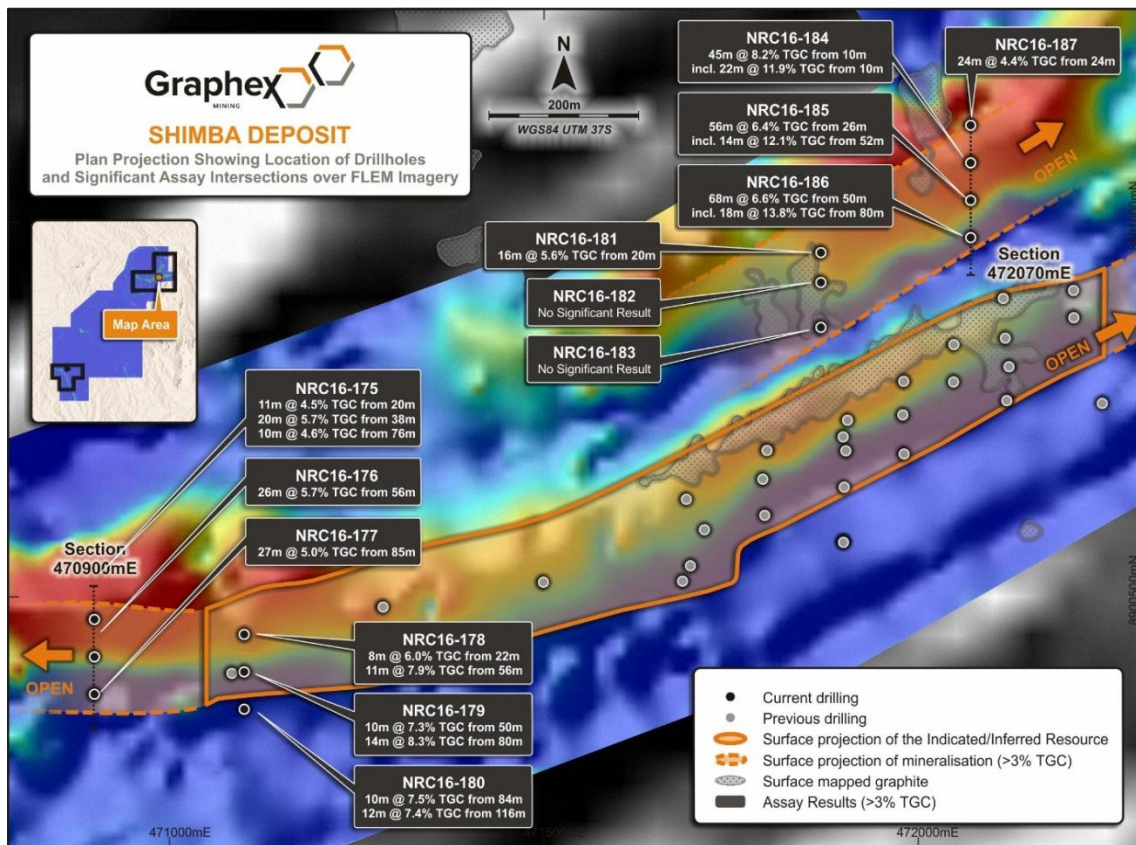 Graphex
MINING
SHIMBA DEPOSIT
Plan Projection Showing Location of Drillholes
and Significant Assay Intersections over FLEM Imagery
N
200m
WGS84 UTM 37S
NRC16-184
45m @ 8.2% TGC from 10m
incl. 22m @ 11.9% TGC from 10m
NRC16-187
24m @ 4.4% TGC from 24m
NRC16-185
56m @ 6.4% TGC from 26m
incl. 14m @ 12.1% TGC from 52m
NRC16-186
68m @ 6.6% TGC from 50m
incl. 18m @ 13.8% TGC from 80m
OPEN
Map Area
NRC16-181
16m @ 5.6% TGC from 20m
NRC16-182
No Significant Result
NRC16-183
No Significant Result
Section
472070mE
OPEN
NRC16-175
11m @ 4.5% TGC from 20m
20m @ 5.7% TGC from 38m
10m @ 4.6% TGC from 76m
NRC16-176
26m @ 5.7% TGC from 56m
NRC16-177
27m @ 5.0% TGC from 85m
Section
470900mE
OPEN
8900500mN
NRC16-178
8m @ 6.0% TGC from 22m
11m @ 7.9% TGC from 56m
NRC16-179
10m @ 7.3% TGC from 50m
14m @ 8.3% TGC from 80m
NRC16-180
10m @ 7.5% TGC from 84m
12m @ 7.4% TGC from 116m
Current drilling
Previous drilling
Surface projection of the Indicated/Inferred Resource
Surface projection of mineralisation (>3% TGC)
Surface mapped graphite
Assay Results (>3% TGC)
471000mE
471500mE
472000mE